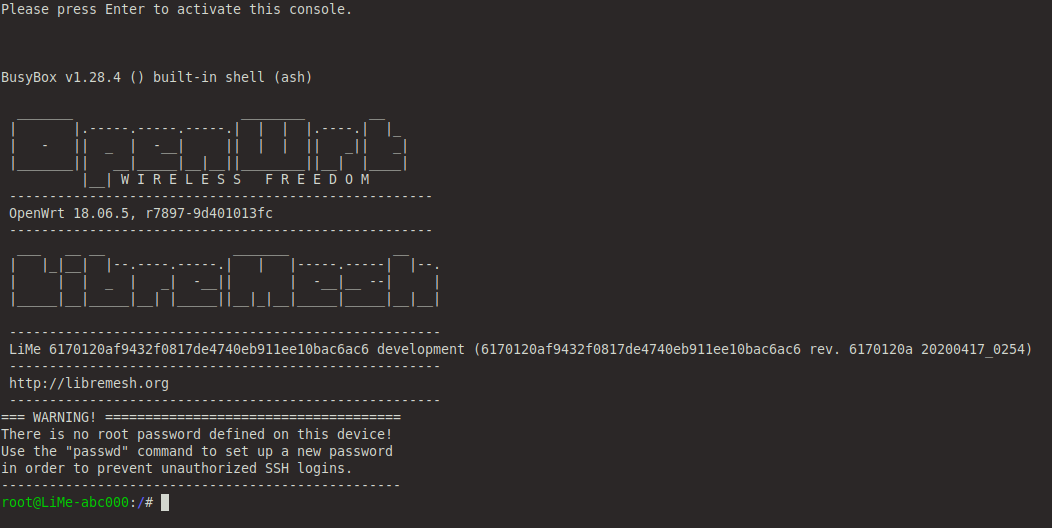 Please press Enter to activate this console.
BusyBox v1.28.4 () built-in shell (ash)
OpenWrt
W I R E L E S S   F R E E D O M
-----------------------------------------------------
OpenWrt 18.06.5, r7897-9d401013fc
-----------------------------------------------------
LibreMesh
------------------------------------------------------
LiMe 6170120af9432f0817de4740eb911ee10bac6ac6 development (6170120af9432f0817de4740eb911ee10bac6ac6 rev. 6170120a 20200417_0254)
------------------------------------------------------
http://libremesh.org
------------------------------------------------------
=== WARNING! =====================================
There is no root password defined on this device!
Use the "passwd" command to set up a new password
in order to prevent unauthorized SSH logins.
--------------------------------------------------
root@LiMe-abc000:/#